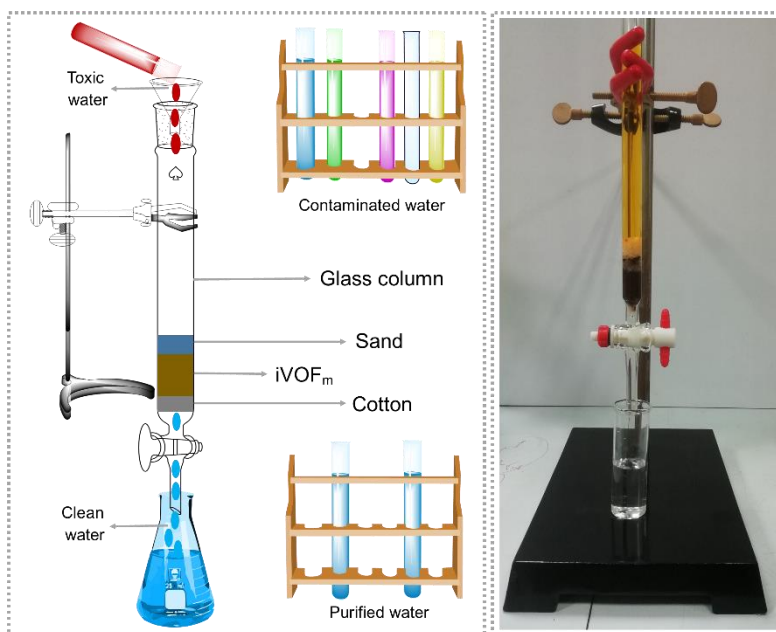 Toxic
water
Contaminated water
Glass column
Sand
iVOFm
Cotton
Clean
water
Purified water